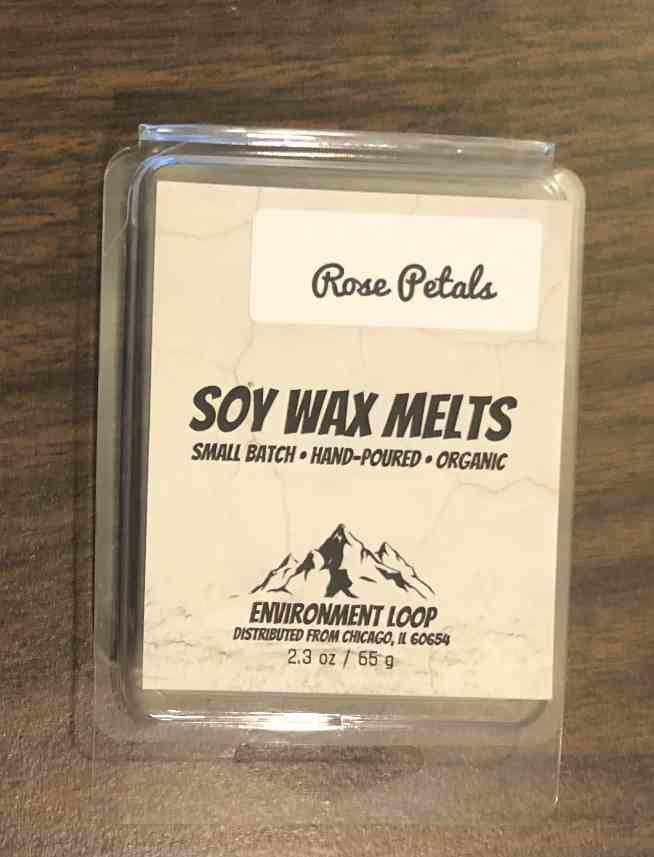 Rose Petals
SOY WAX MELTS
SMALL BATCH • HAND-POURED • ORGANIC
ENVIRONMENT LOOP
DISTRIBUTED FROM CHICAGO, IL 60654
2.3 oz / 65 g